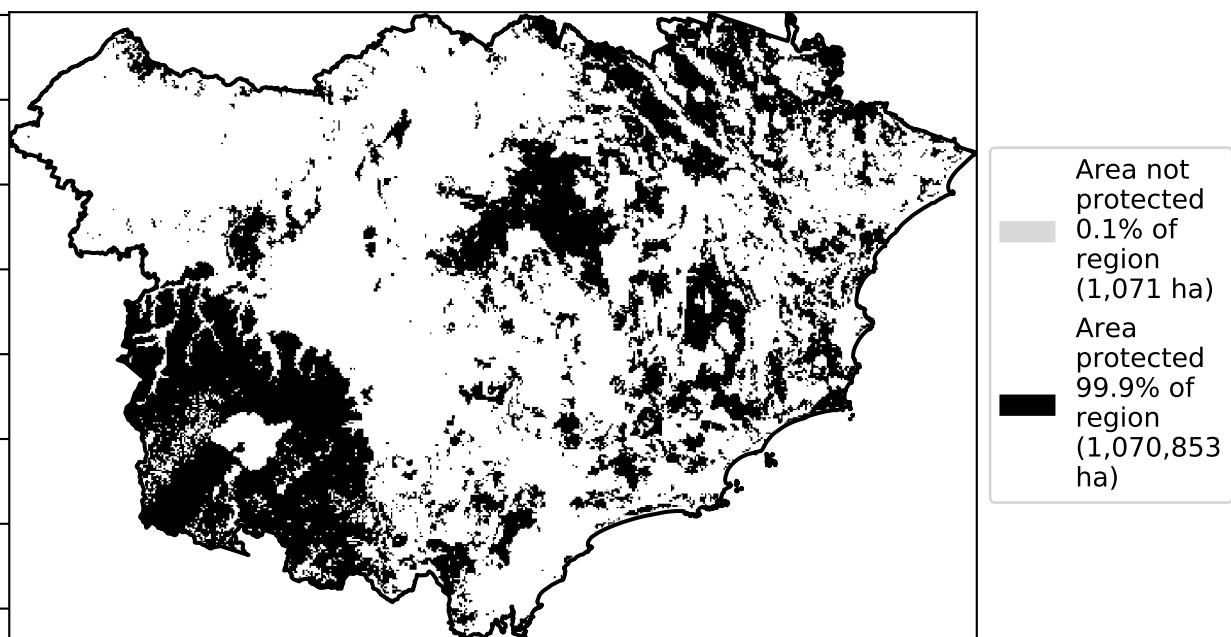 Area not
protected
0.1% of
region
(1,071 ha)
Area
protected
99.9% of
region
(1,070,853
ha)